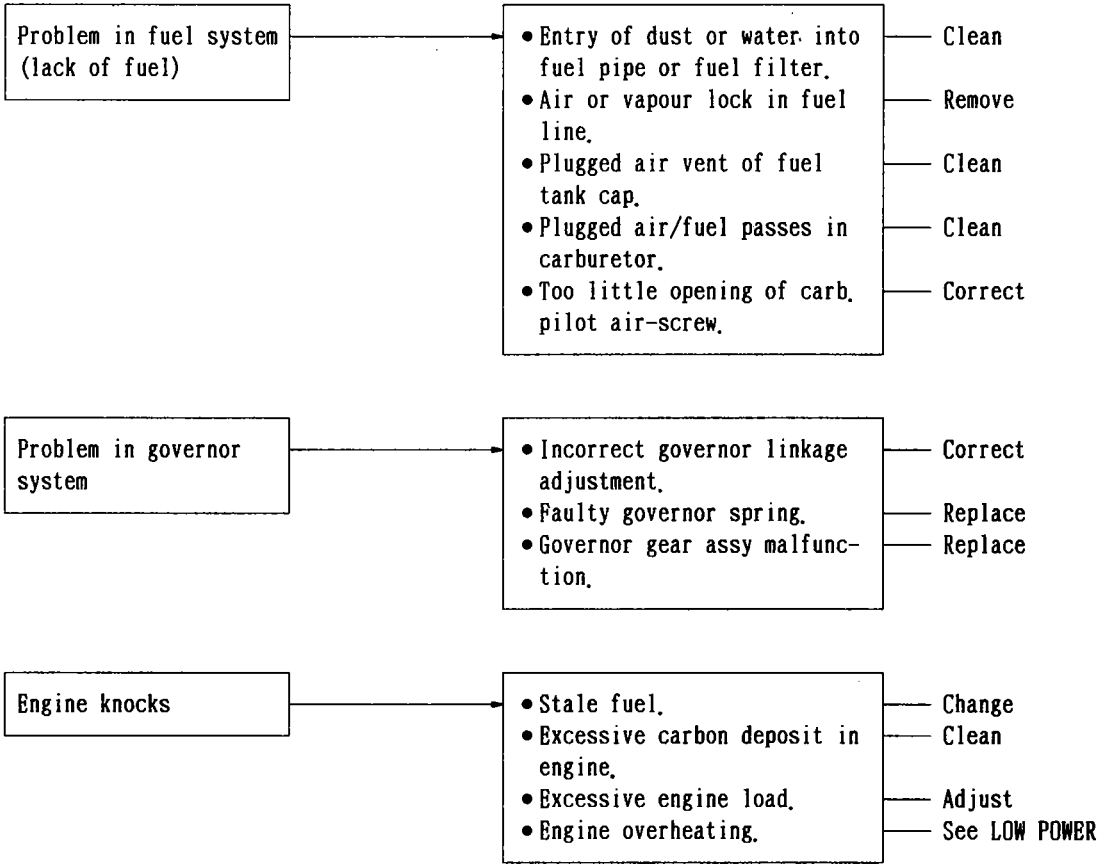 Problem in fuel system
(lack of fuel)
• Entry of dust or water into
fuel pipe or fuel filter.
Clean
• Air or vapour lock in fuel
line.
Remove
• Plugged air vent of fuel
tank cap.
Clean
• Plugged air/fuel passes in
carburetor.
Clean
• Too little opening of carb.
pilot air-screw.
Correct
Problem in governor
system
• Incorrect governor linkage
adjustment.
Correct
• Faulty governor spring.
Replace
• Governor gear assy malfunc-
tion.
Replace
Engine knocks
• Stale fuel.
Change
• Excessive carbon deposit in
engine.
Clean
• Excessive engine load.
Adjust
• Engine overheating.
See LOW POWER